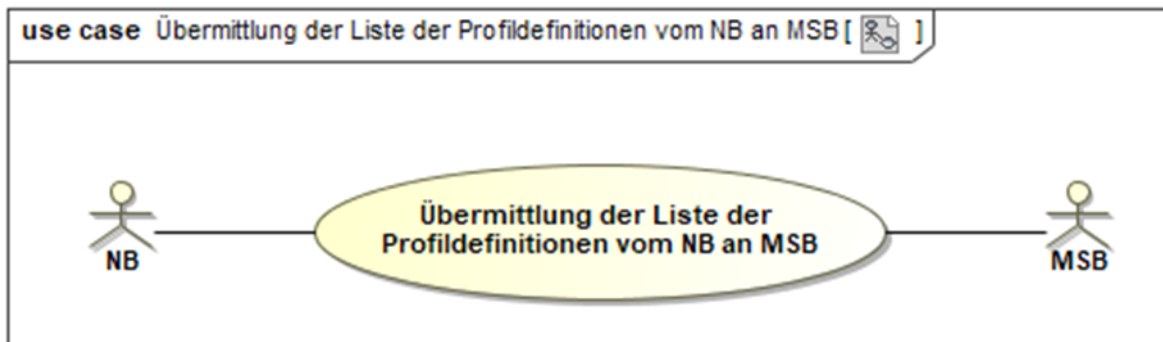 use case Übermittlung der Liste der Profildefinitionen vom NB an MSB [ ]
Übermittlung der Liste der
Profildefinitionen vom NB an MSB
NB
MSB